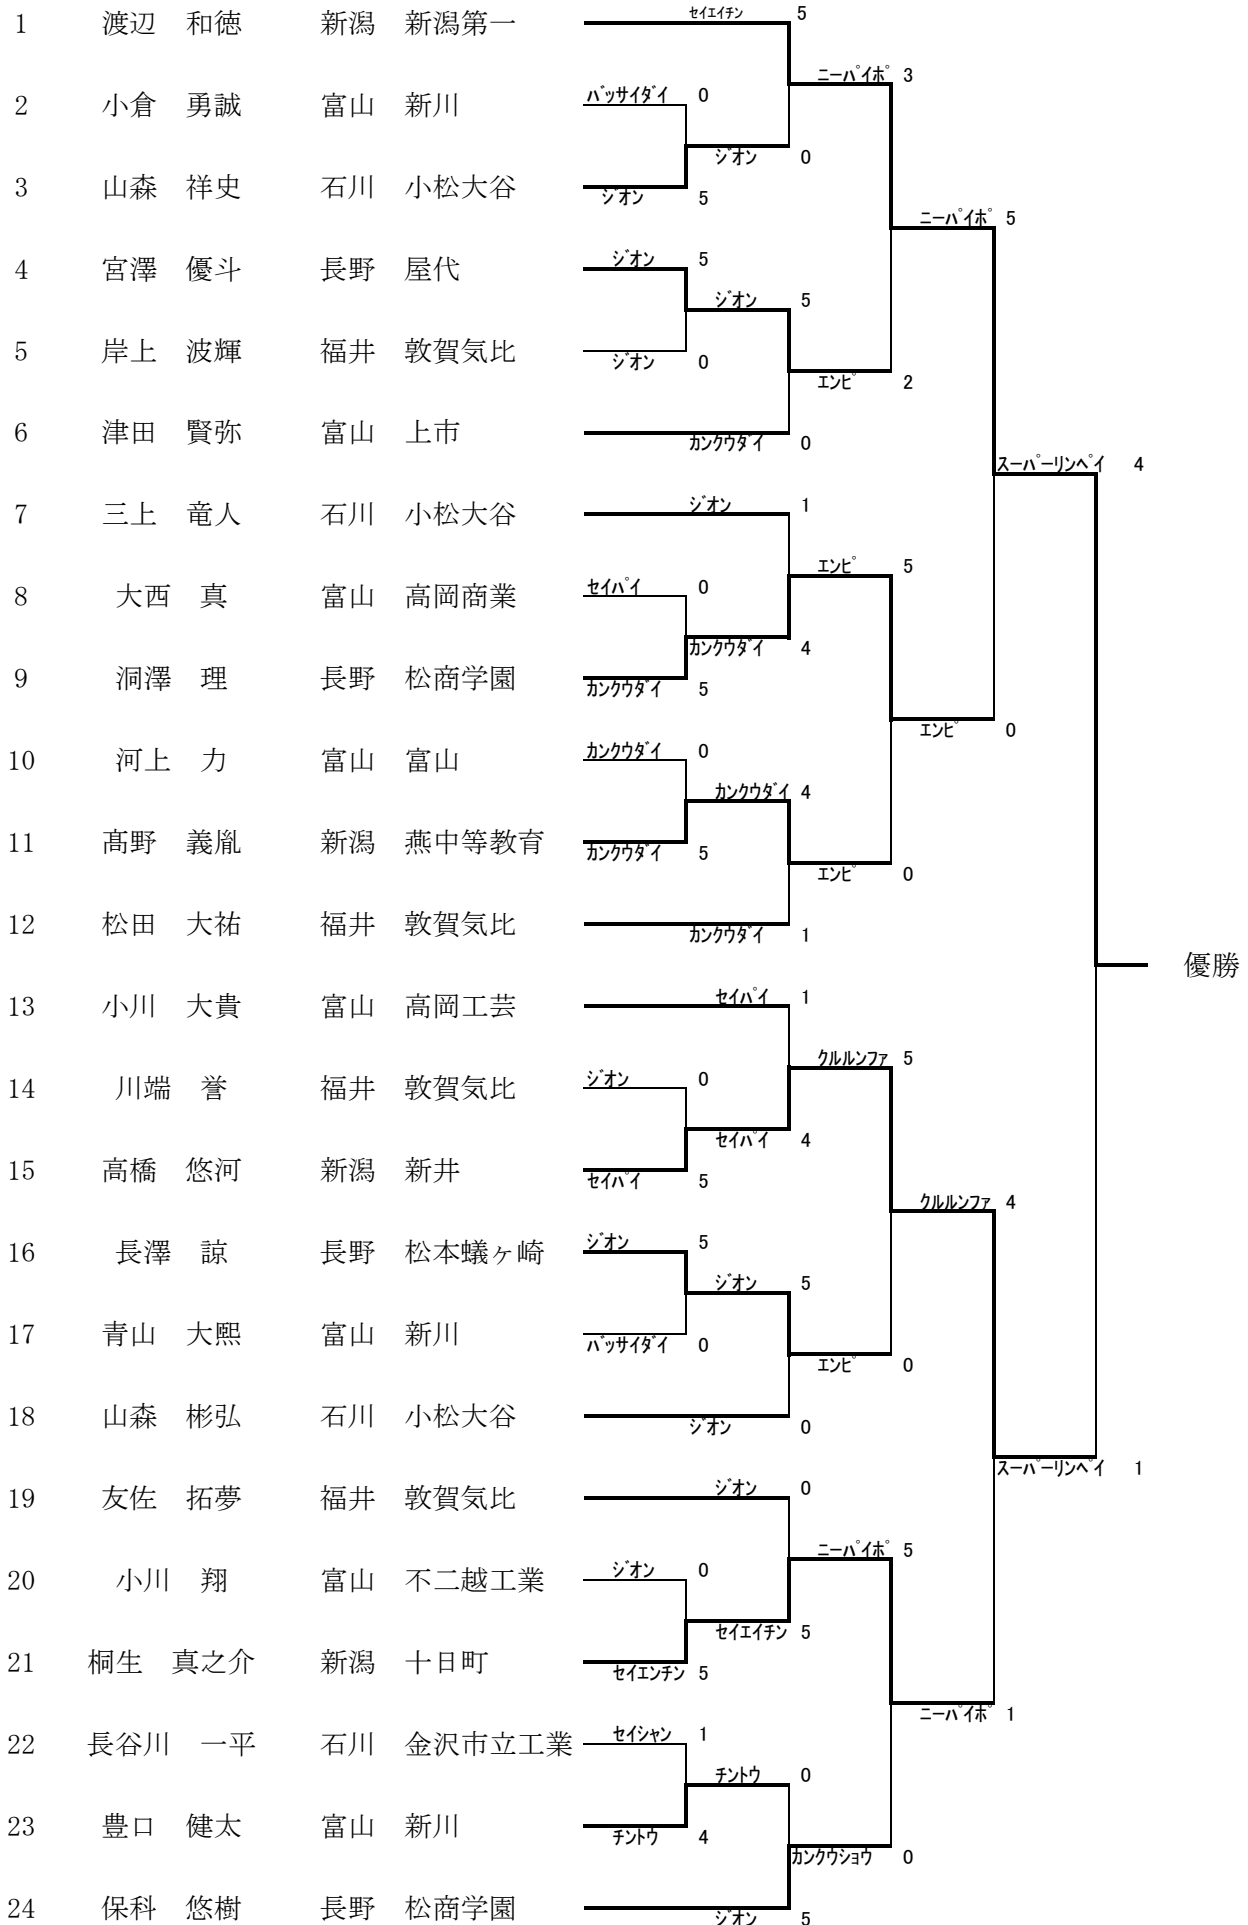 1 渡辺　和徳 新潟 新潟第一 セイエイチン 5
ニーパイポ 3
2 小倉　勇誠 富山 新川 バッサイダイ 0
ジオン 0
3 山森　祥史 石川 小松大谷 ジオン 5
ニーパイポ 5
4 宮澤　優斗 長野 屋代 ジオン 5
ジオン 5
5 岸上　波輝 福井 敦賀気比 ジオン 0
エンピ 2
6 津田　賢弥 富山 上市 カンクウダイ 0
スーパーリンペイ 4
7 三上　竜人 石川 小松大谷 ジオン 1
エンピ 5
8 大西　真 富山 高岡商業 セイパイ 0
カンクウダイ 4
9 洞澤　理 長野 松商学園 カンクウダイ 5
エンピ 0
10 河上　力 富山 富山 カンクウダイ 0
カンクウダイ 4
11 髙野　義胤 新潟 燕中等教育 カンクウダイ 5
エンピ 0
12 松田　大祐 福井 敦賀気比 カンクウダイ 1
優勝
13 小川　大貴 富山 高岡工芸 セイパイ 1
クルルンファ 5
14 川端　誉 福井 敦賀気比 ジオン 0
セイパイ 4
15 高橋　悠河 新潟 新井 セイパイ 5
クルルンファ 4
16 長澤　諒 長野 松本蟻ヶ崎 ジオン 5
ジオン 5
17 青山　大熙 富山 新川 バッサイダイ 0
エンピ 0
18 山森　彬弘 石川 小松大谷 ジオン 0
スーパーリンペイ 1
19 友佐　拓夢 福井 敦賀気比 ジオン 0
ニーパイポ 5
20 小川　翔 富山 不二越工業 ジオン 0
セイエイチン 5
21 桐生　真之介 新潟 十日町 セイエンチン 5
ニーパイポ 1
22 長谷川　一平 石川 金沢市立工業 セイシャン 1
チントウ 0
23 豊口　健太 富山 新川 チントウ 4
カンクウショウ 0
24 保科　悠樹 長野 松商学園 ジオン 5